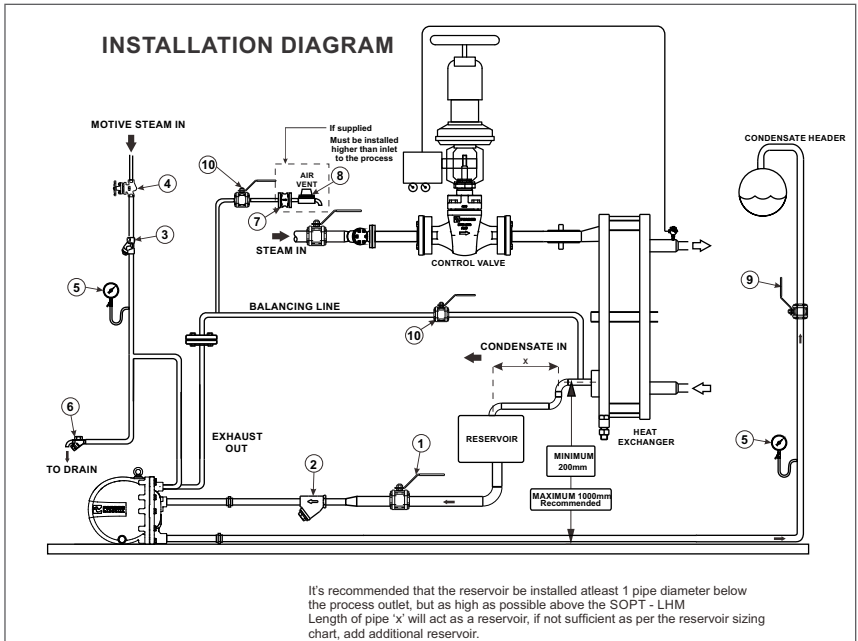 INSTALLATION DIAGRAM
MOTIVE STEAM IN
4
3
5
6
TO DRAIN
If supplied
Must be installed
higher than inlet
to the process
10
AIR
VENT
8
7
STEAM IN
CONTROL VALVE
CONDENSATE HEADER
9
BALANCING LINE
10
CONDENSATE IN
x
EXHAUST
OUT
RESERVOIR
HEAT
EXCHANGER
MINIMUM
200mm
MAXIMUM 1000mm
Recommended
1
2
5
It's recommended that the reservoir be installed atleast 1 pipe diameter below
the process outlet, but as high as possible above the SOPT - LHM
Length of pipe 'x' will act as a reservoir, if not sufficient as per the reservoir sizing
chart, add additional reservoir.